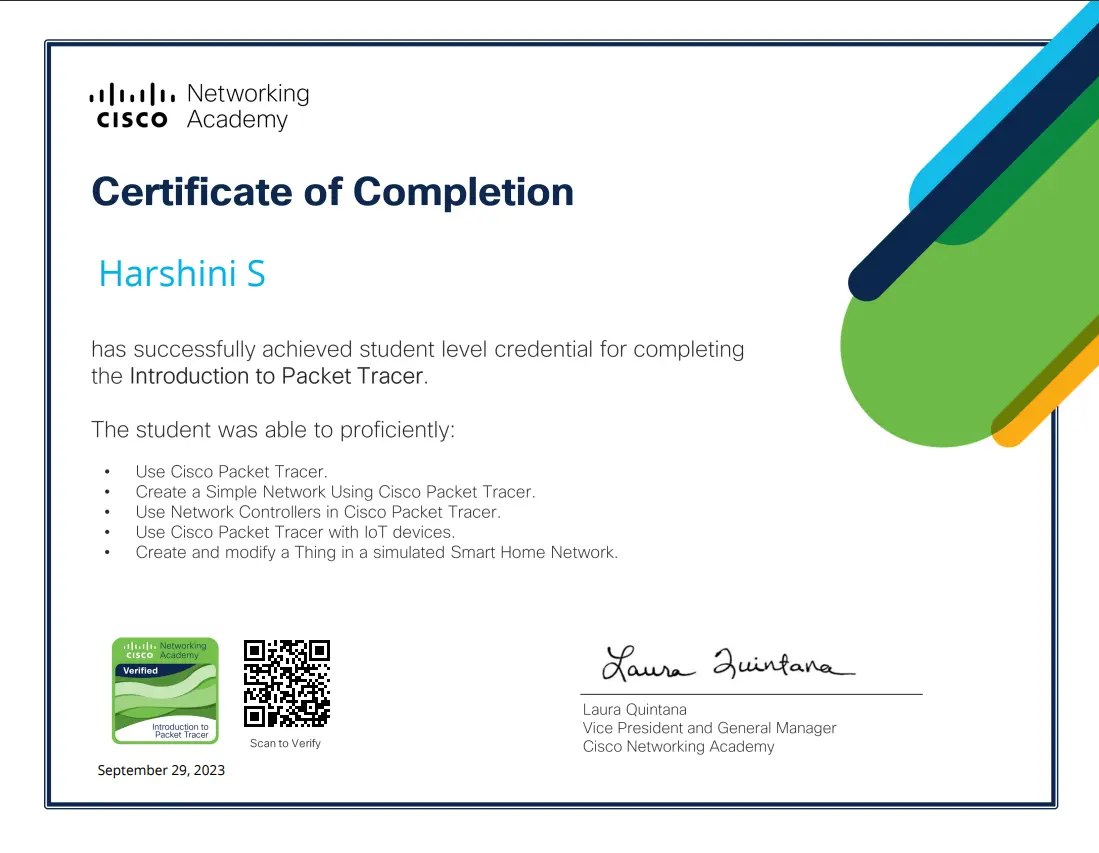 Networking
CISCO Academy
Certificate of Completion
Harshini S
has successfully achieved student level credential for completing
the Introduction to Packet Tracer.
The student was able to proficiently:
• Use Cisco Packet Tracer.
• Create a Simple Network Using Cisco Packet Tracer.
• Use Network Controllers in Cisco Packet Tracer.
• Use Cisco Packet Tracer with IoT devices.
• Create and modify a Thing in a simulated Smart Home Network.
Networking
CISCO Academy
Verified
Introduction to
Packet Tracer
Scan to Verify
September 29, 2023
Laura Quintana
Laura Quintana
Vice President and General Manager
Cisco Networking Academy